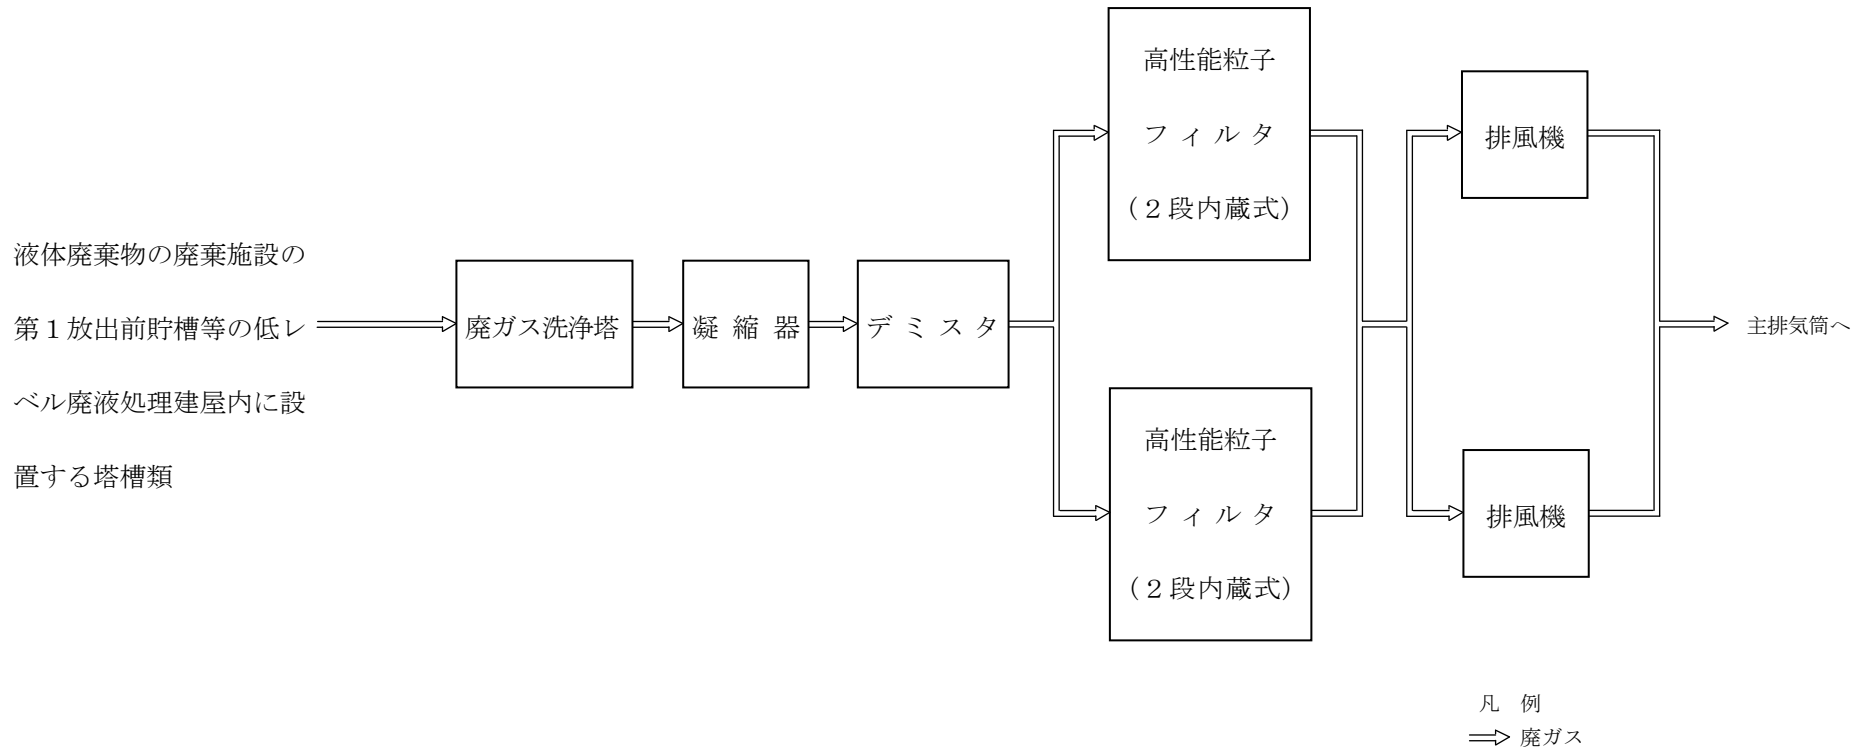 液体廃棄物の廃棄施設の
第１放出前貯槽等の低レ
ベル廃液処理建屋内に設
置する塔槽類
廃ガス洗浄塔
凝縮器
デミスタ
高性能粒子
フィルタ
（２段内蔵式）
高性能粒子
フィルタ
（２段内蔵式）
排風機
排風機
主排気筒へ
凡　例
廃ガス